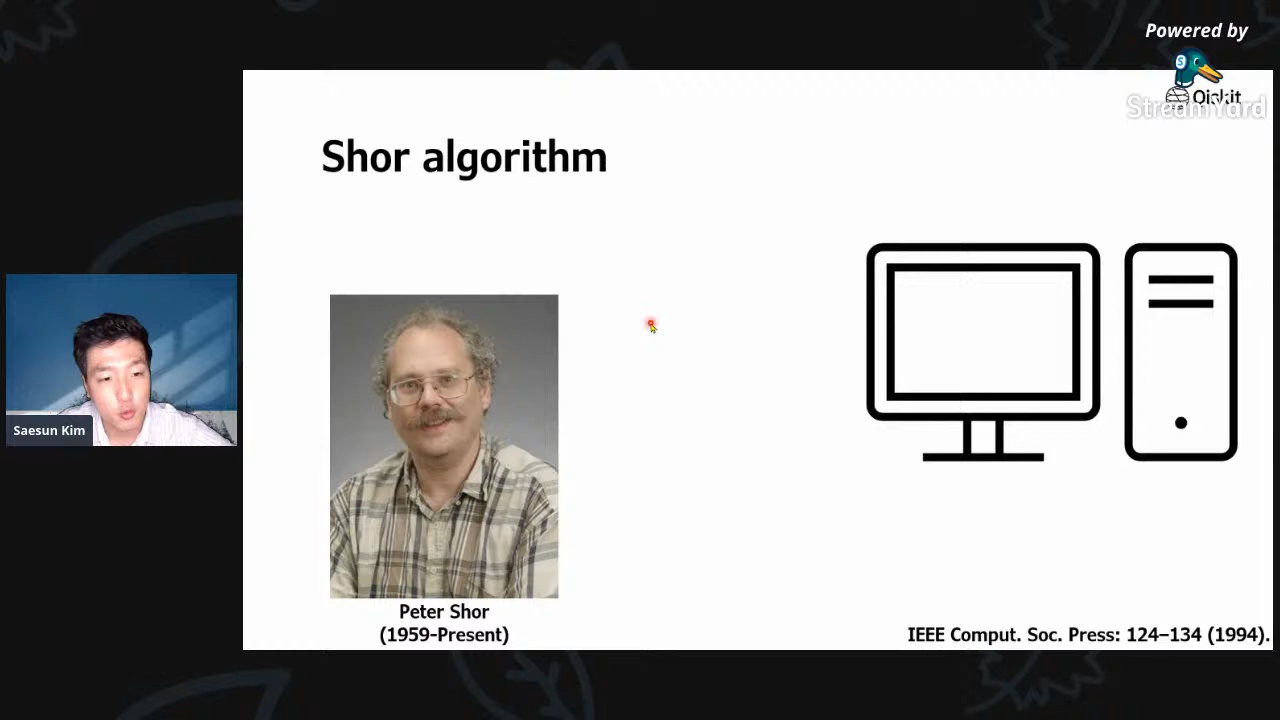 Powered by
Qiskit
StreamYard
Shor algorithm
Saesun Kim
Peter Shor
(1959-Present)
IEEE Comput. Soc. Press: 124–134 (1994).